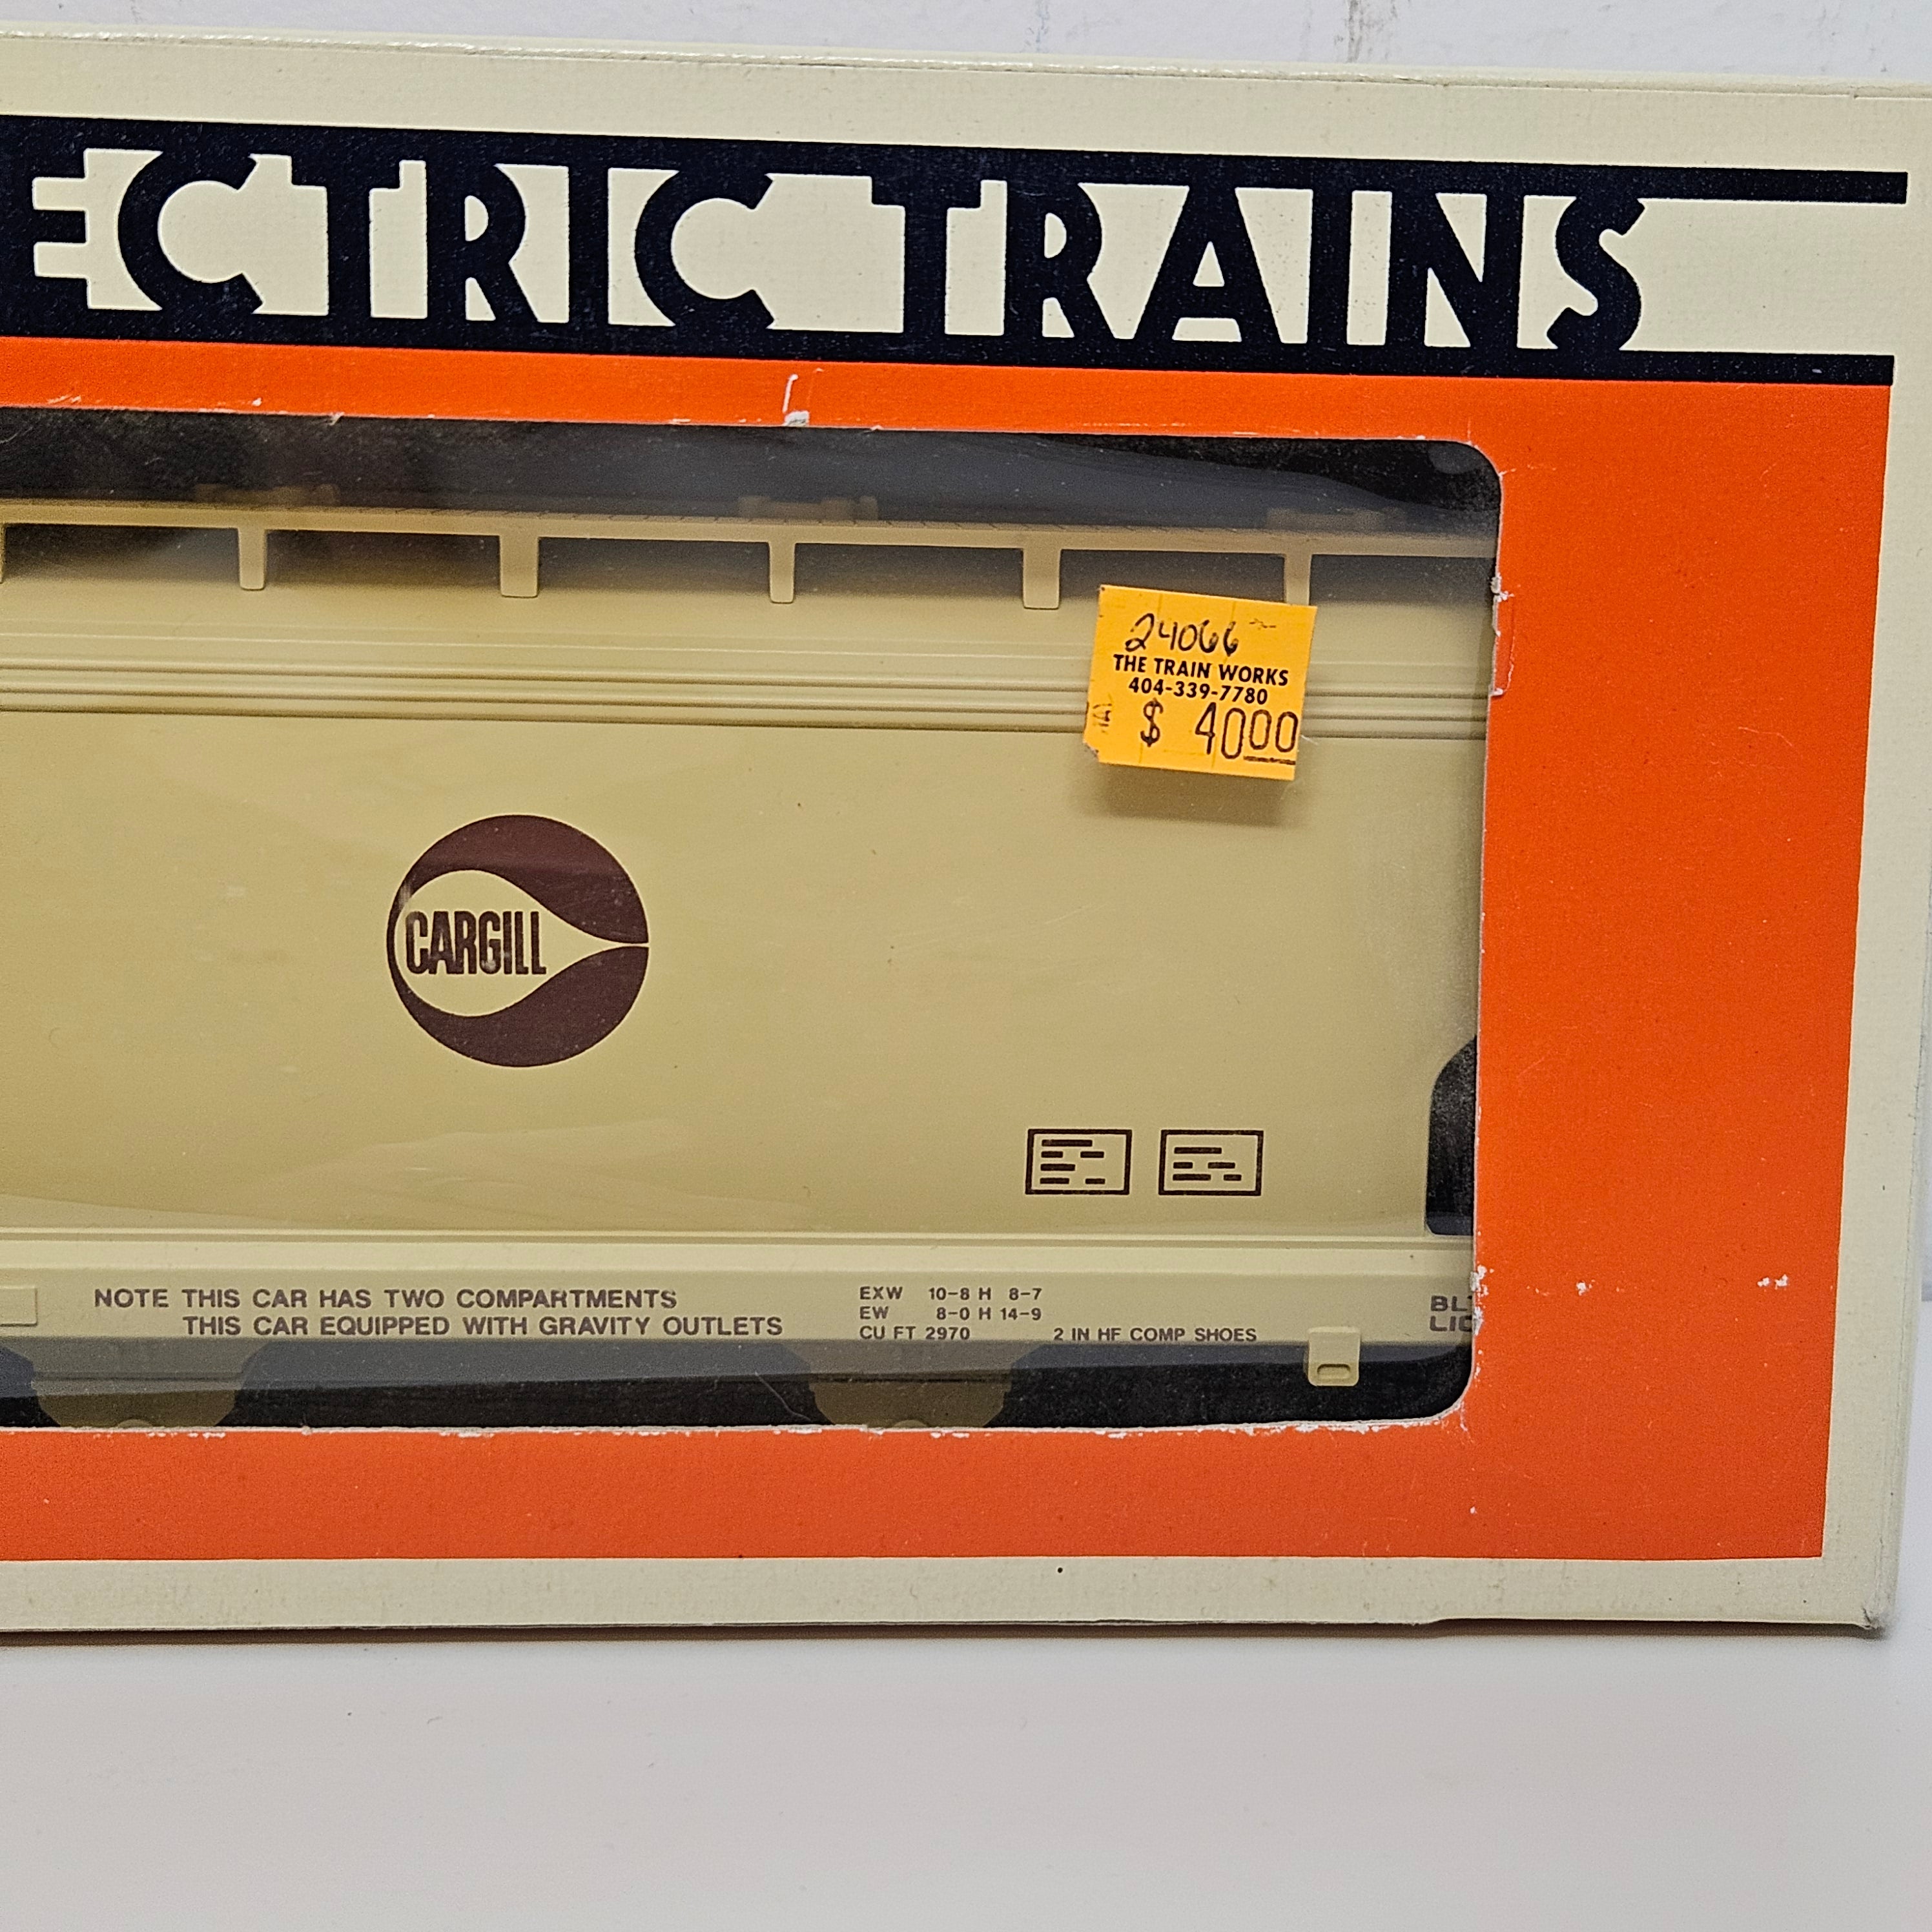 ECTRIC TRAINS
24066
THE TRAIN WORKS
404-339-7780
$ 4000
CARGILL
NOTE THIS CAR HAS TWO COMPARTMENTS
THIS CAR EQUIPPED WITH GRAVITY OUTLETS
EXW 10-8 H 8-7
EW 8-0 H 14-9
CU FT 2970 2 IN HF COMP SHOES
BLT
LIO